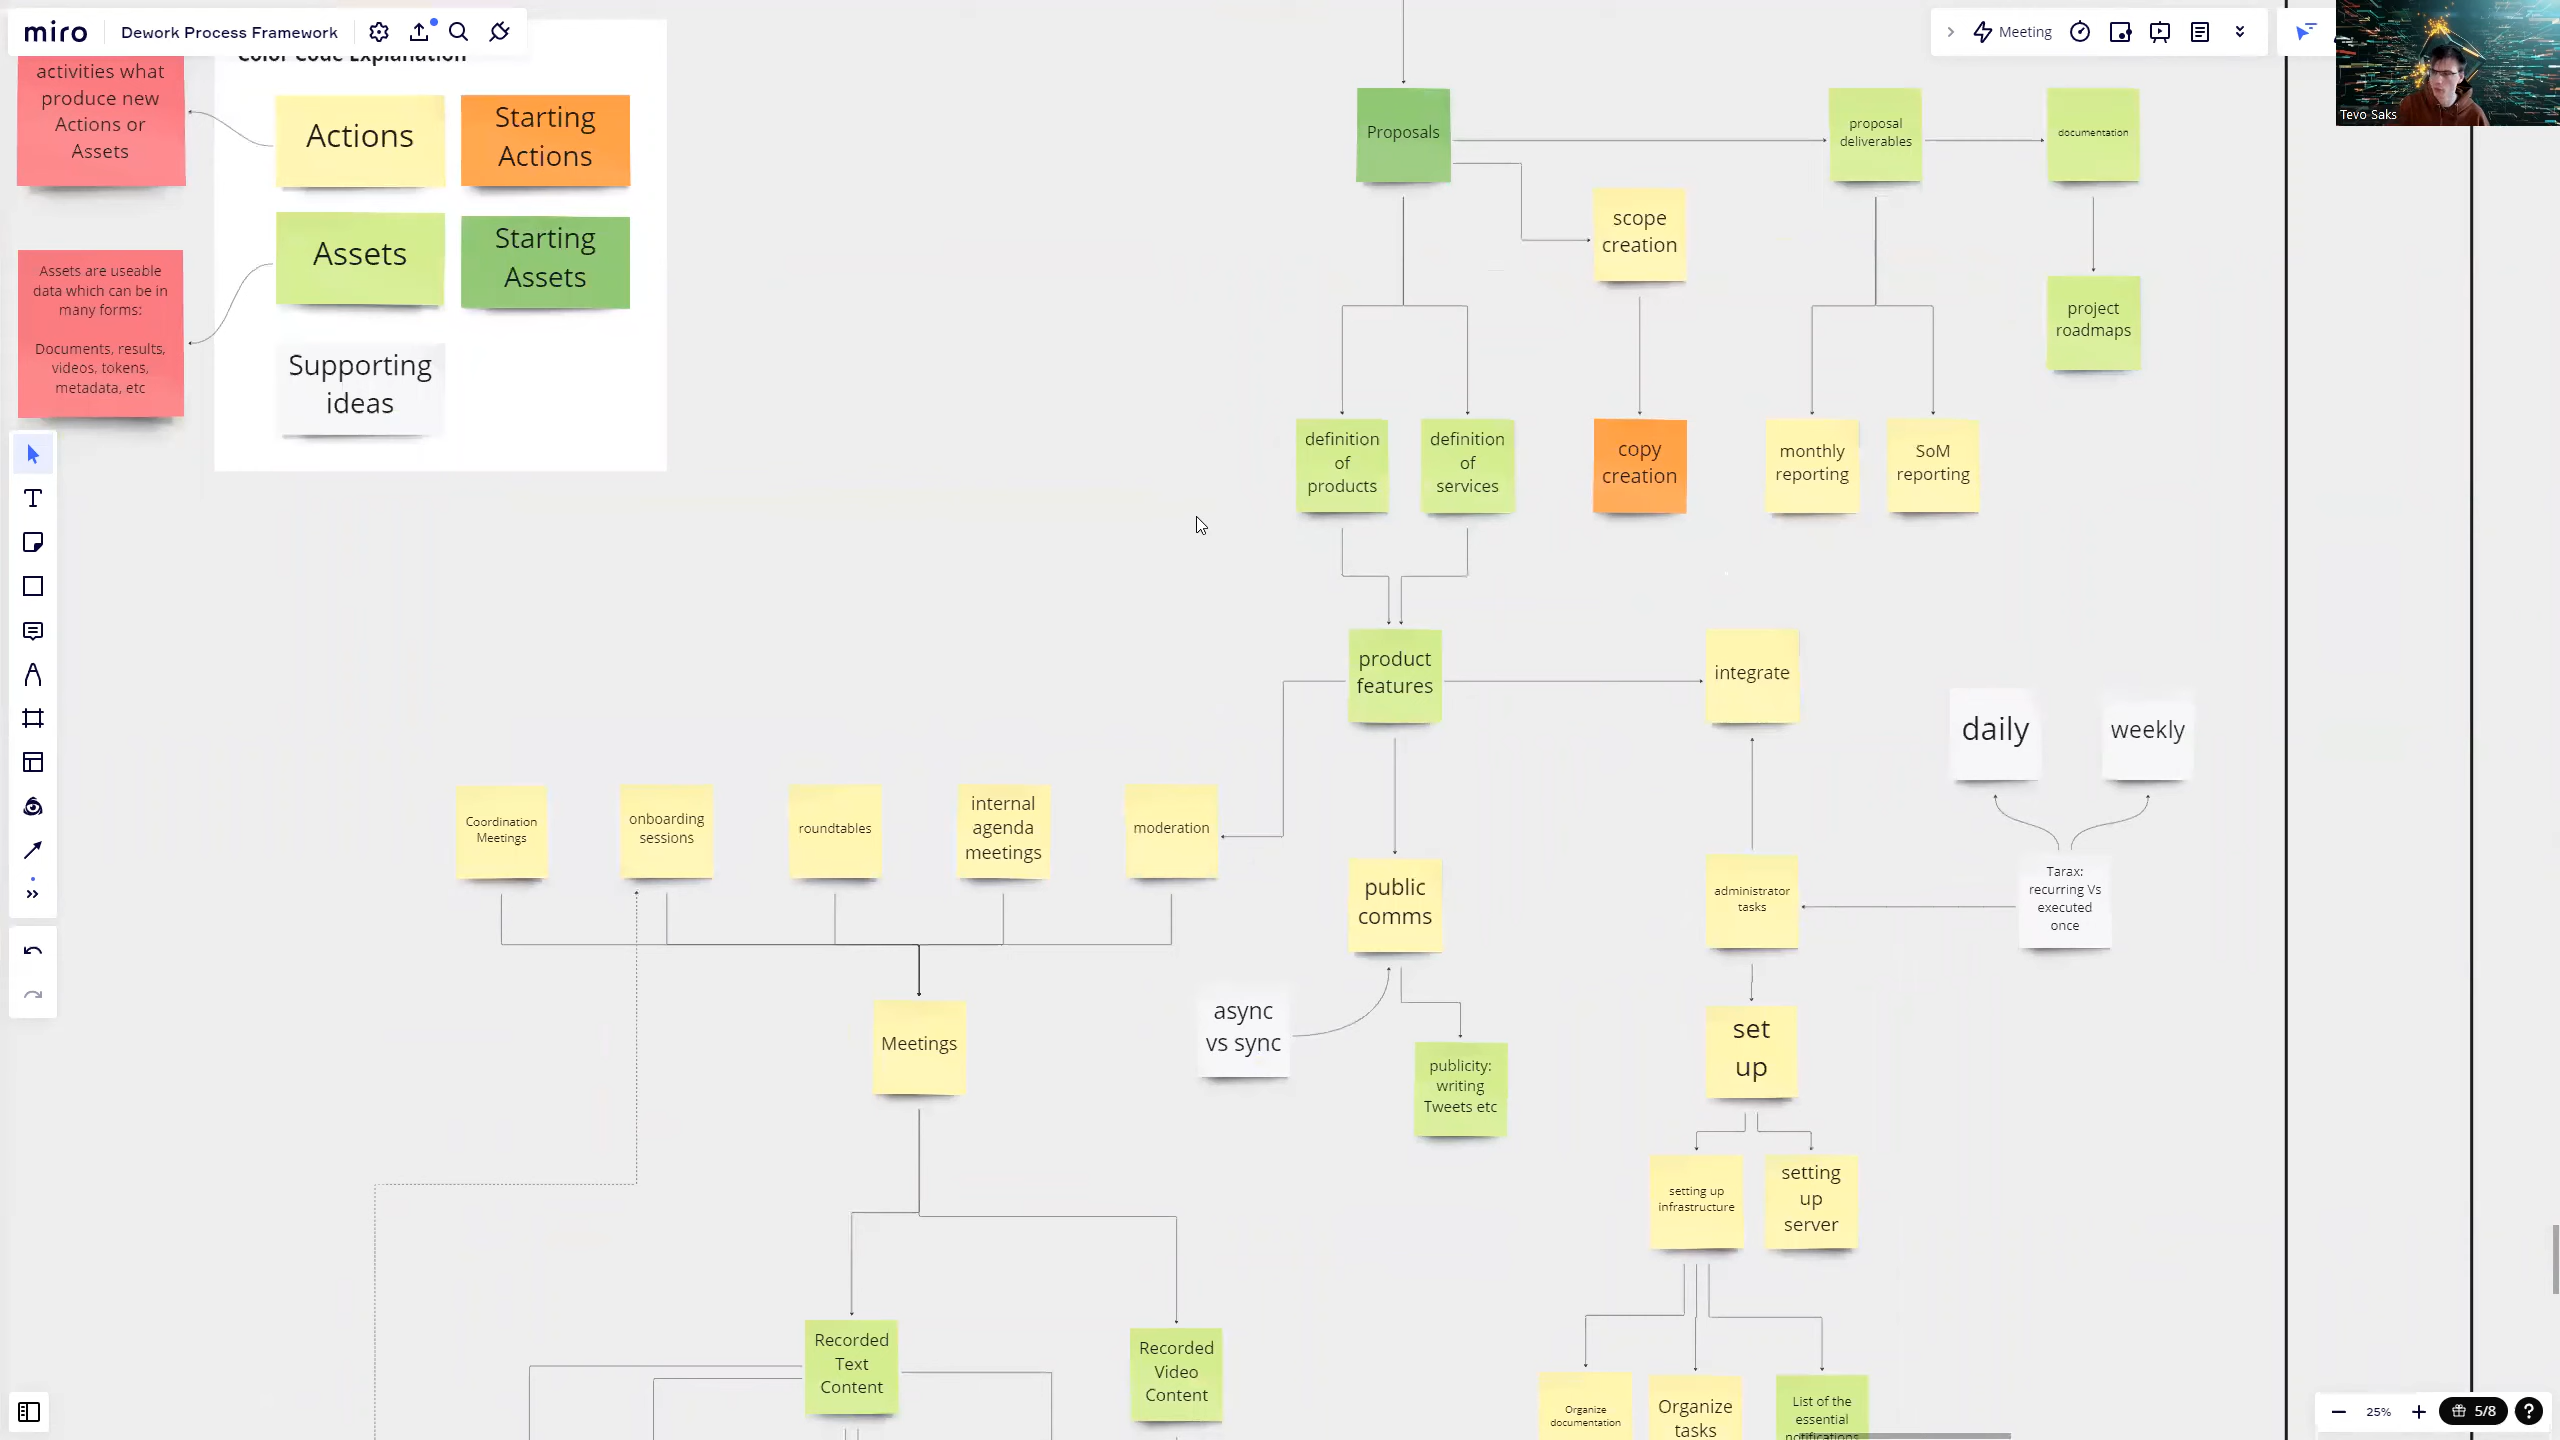 miro
Dework Process Framework
Meeting
Tevo Saks
activities what
produce new
Actions or
Assets
Color Code Explanation
Actions
Starting
Actions
Assets
Starting
Assets
Supporting
ideas
Assets are useable
data which can be in
many forms:
Documents, results,
videos, tokens,
metadata, etc
Proposals
proposal
deliverables
documentation
scope
creation
project
roadmaps
definition
of
products
definition
of
services
copy
creation
monthly
reporting
SoM
reporting
product
features
integrate
daily
weekly
Coordination
Meetings
onboarding
sessions
roundtables
internal
agenda
meetings
moderation
public
comms
administrator
tasks
Tarax:
recurring Vs
executed
once
Meetings
async
vs sync
publicity:
writing
Tweets etc
set
up
setting up
infrastructure
setting
up
server
Recorded
Text
Content
Recorded
Video
Content
Organize
documentation
Organize
tasks
List of the
essential
notifications
25%
5/8
?